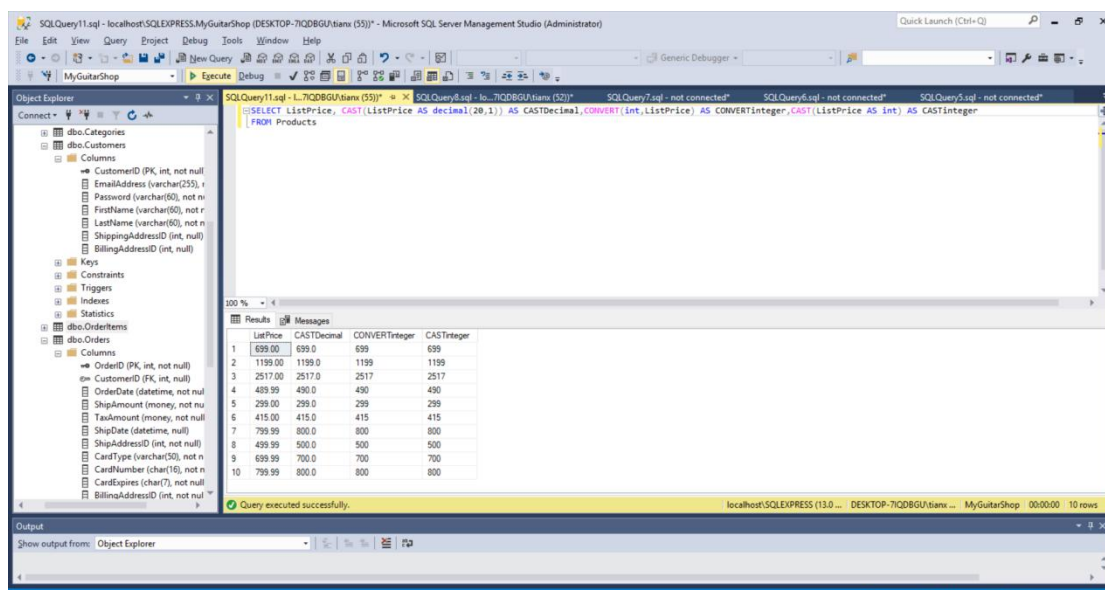 SQLQuery11.sql - localhost\SQLEXPRESS.MyGuitarShop (DESKTOP-7IQDBGU\tianx (55))* - Microsoft SQL Server Management Studio (Administrator)
Quick Launch (Ctrl+Q)
File Edit View Query Project Debug Tools Window Help
New Query
Generic Debugger
MyGuitarShop
Execute Debug
Object Explorer
SQLQuery11.sql - l...7IQDBGU\tianx (55))* SQLQuery8.sql - lo...7IQDBGU\tianx (52))* SQLQuery7.sql - not connected* SQLQuery6.sql - not connected* SQLQuery5.sql - not connected*
Connect
dbo.Categories
dbo.Customers
Columns
CustomerID (PK, int, not null
EmailAddress (varchar(255), 
Password (varchar(60), not n
FirstName (varchar(60), not r
LastName (varchar(60), not n
ShippingAddressID (int, null)
BillingAddressID (int, null)
Keys
Constraints
Triggers
Indexes
Statistics
dbo.OrderItems
dbo.Orders
Columns
OrderID (PK, int, not null)
CustomerID (FK, int, null)
OrderDate (datetime, not nul
ShipAmount (money, not nu
TaxAmount (money, not null
ShipDate (datetime, null)
ShipAddressID (int, not null)
CardType (varchar(50), not n
CardNumber (char(16), not n
CardExpires (char(7), not null
BillingAddressID (int, not nul
SELECT ListPrice, CAST(ListPrice AS decimal(20,1)) AS CASTDecimal,CONVERT(int,ListPrice) AS CONVERTinteger,CAST(ListPrice AS int) AS CASTinteger
FROM Products
100 %
Results Messages
ListPrice CASTDecimal CONVERTinteger CASTinteger
1 699.00 699.0 699 699
2 1199.00 1199.0 1199 1199
3 2517.00 2517.0 2517 2517
4 489.99 490.0 490 490
5 299.00 299.0 299 299
6 415.00 415.0 415 415
7 799.99 800.0 800 800
8 499.99 500.0 500 500
9 699.99 700.0 700 700
10 799.99 800.0 800 800
Query executed successfully.
localhost\SQLEXPRESS (13.0 ... DESKTOP-7IQDBGU\tianx ... MyGuitarShop 00:00:00 10 rows
Output
Show output from: Object Explorer